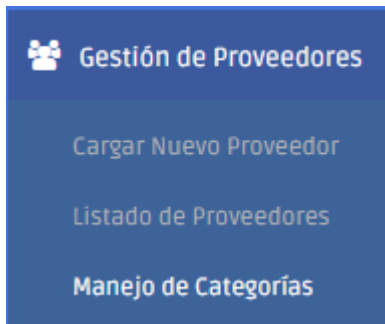 Gestión de Proveedores
Cargar Nuevo Proveedor
Listado de Proveedores
Manejo de Categorías